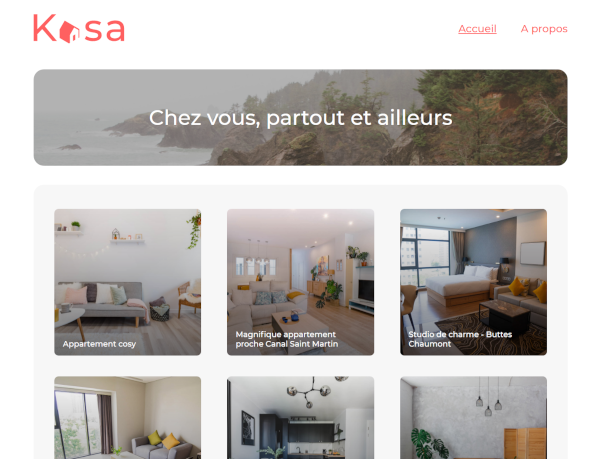 Kasa
Accueil
A propos
Chez vous, partout et ailleurs
Appartement cosy
Magnifique appartement
proche Canal Saint Martin
Studio de charme - Buttes
Chaumont